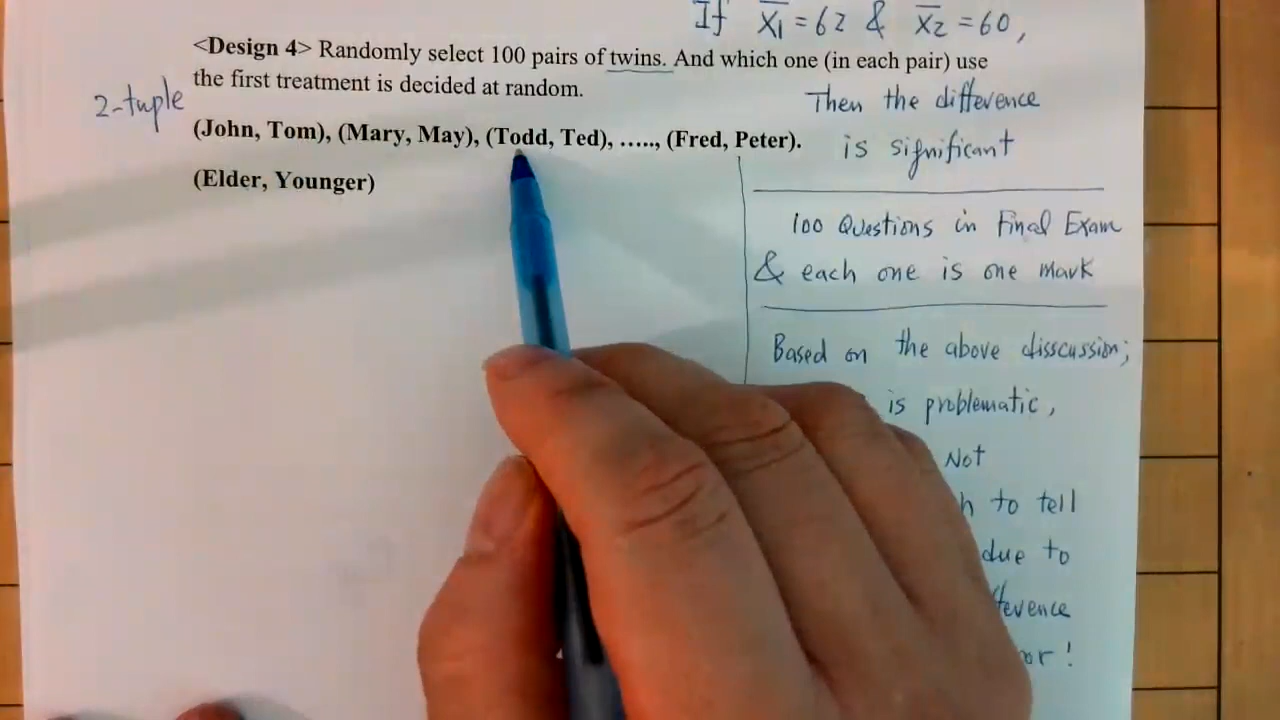 If X̄1 = 62 & X̄2 = 60,
<Design 4> Randomly select 100 pairs of twins. And which one (in each pair) use
the first treatment is decided at random.
2-tuple
(John, Tom), (Mary, May), (Todd, Ted), ….., (Fred, Peter).
(Elder, Younger)
Then the difference
is significant
100 Questions in Final Exam
& each one is one mark
Based on the above disscussion;
is problematic,
Not
to tell
due to